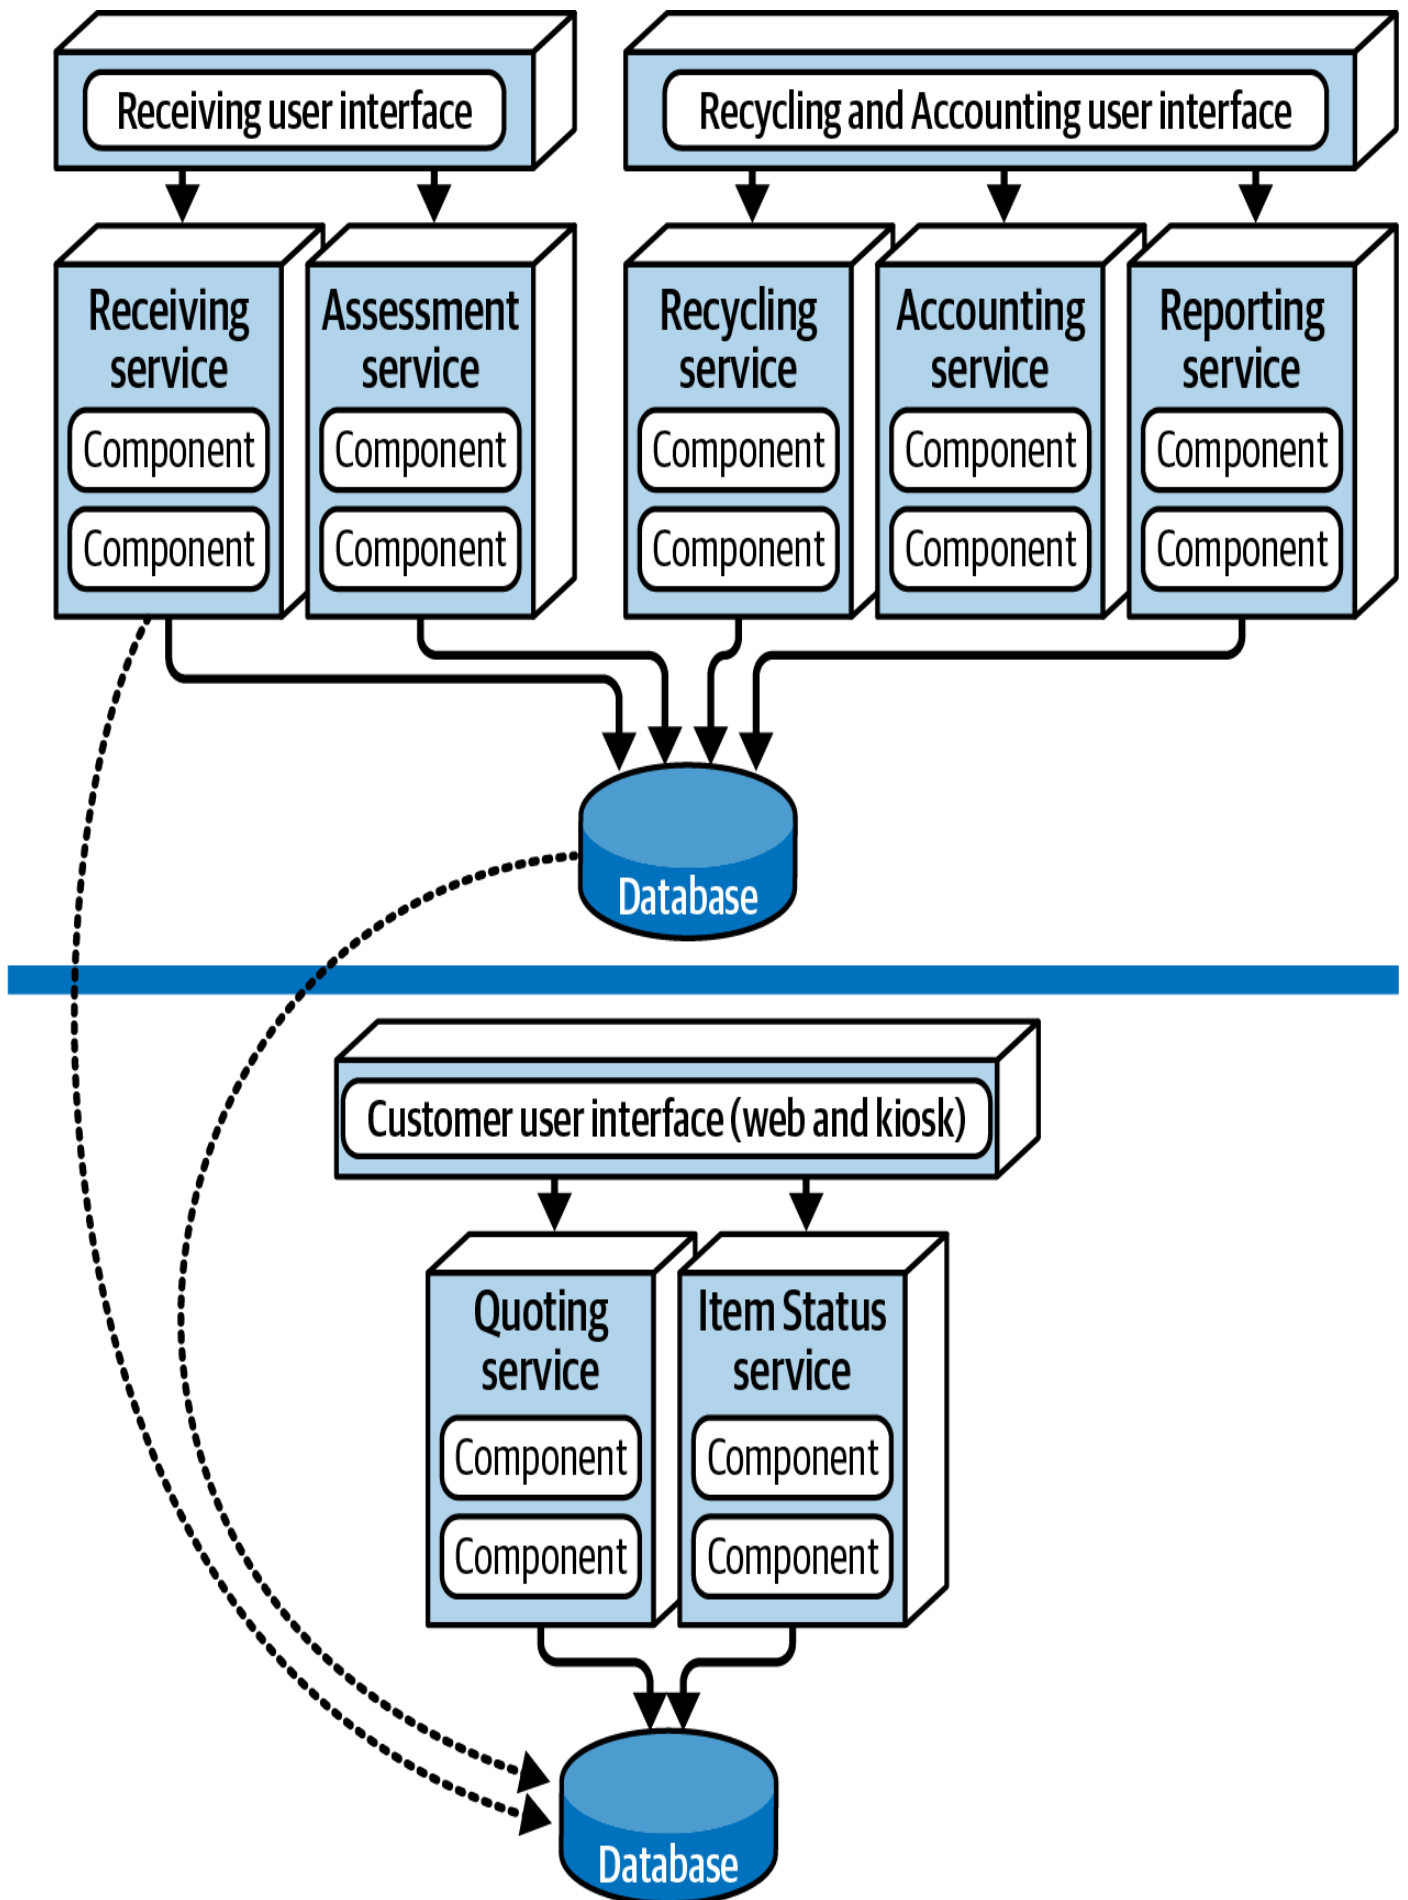 Receiving user interface
Recycling and Accounting user interface
Receiving
service
Component
Component
Assessment
service
Component
Component
Recycling
service
Component
Component
Accounting
service
Component
Component
Reporting
service
Component
Component
Database
Customer user interface (web and kiosk)
Quoting
service
Component
Component
Item Status
service
Component
Component
Database